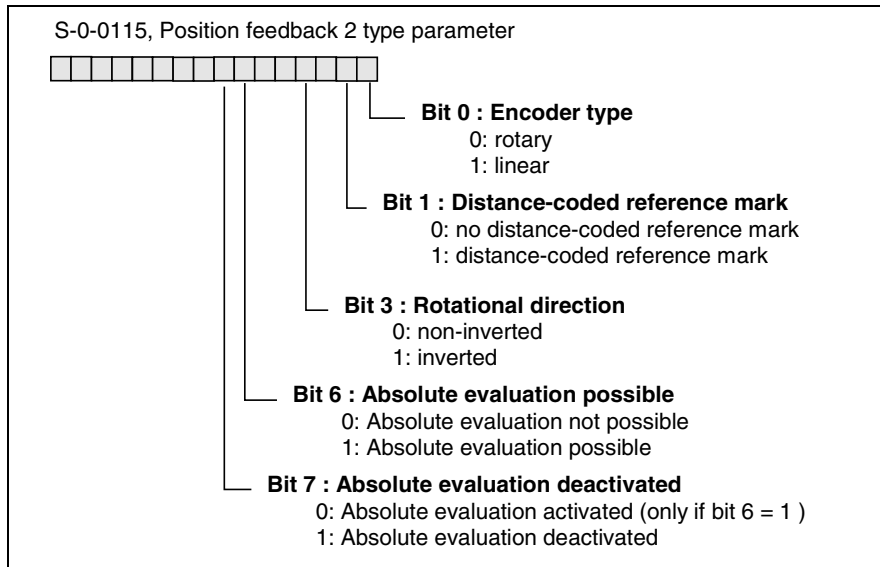 S-0-0115, Position feedback 2 type parameter
Bit 0 : Encoder type
0: rotary
1: linear
Bit 1 : Distance-coded reference mark
0: no distance-coded reference mark
1: distance-coded reference mark
Bit 3 : Rotational direction
0: non-inverted
1: inverted
Bit 6 : Absolute evaluation possible
0: Absolute evaluation not possible
1: Absolute evaluation possible
Bit 7 : Absolute evaluation deactivated
0: Absolute evaluation activated (only if bit 6 = 1 )
1: Absolute evaluation deactivated